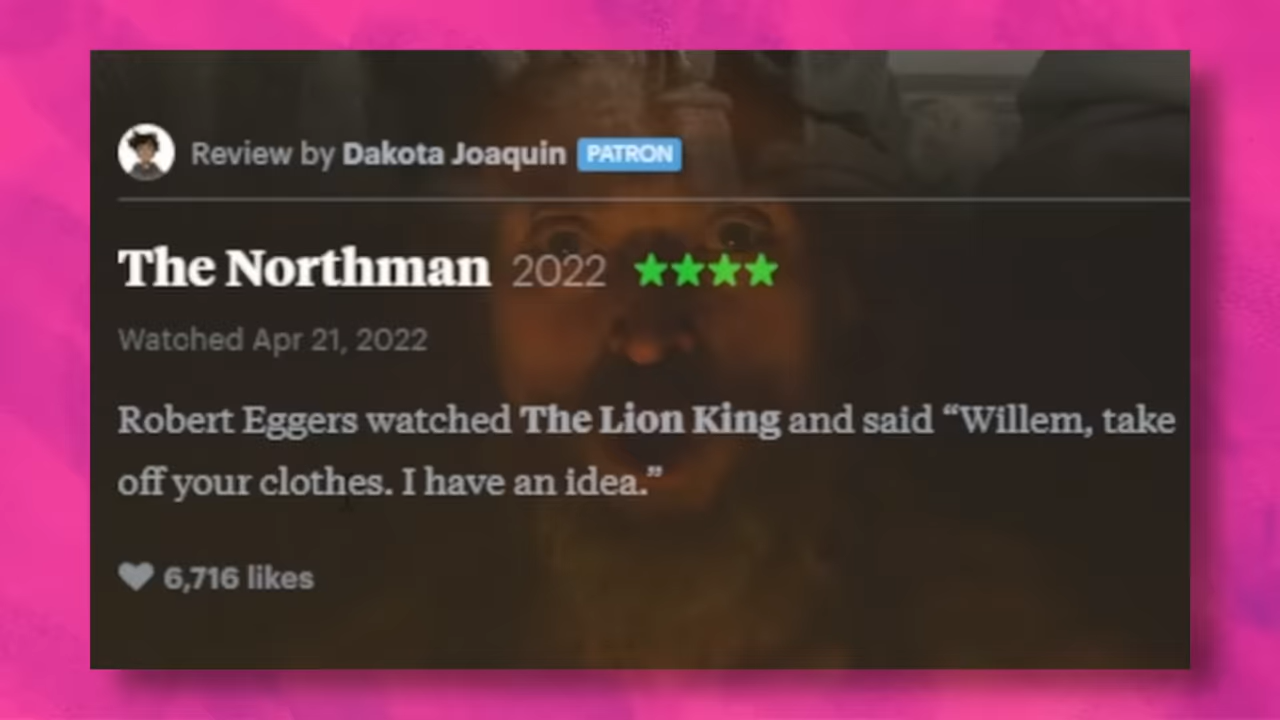 Review by Dakota Joaquin PATRON
The Northman 2022 ★★★★
Watched Apr 21, 2022
Robert Eggers watched The Lion King and said “Willem, take
off your clothes. I have an idea.”
6,716 likes